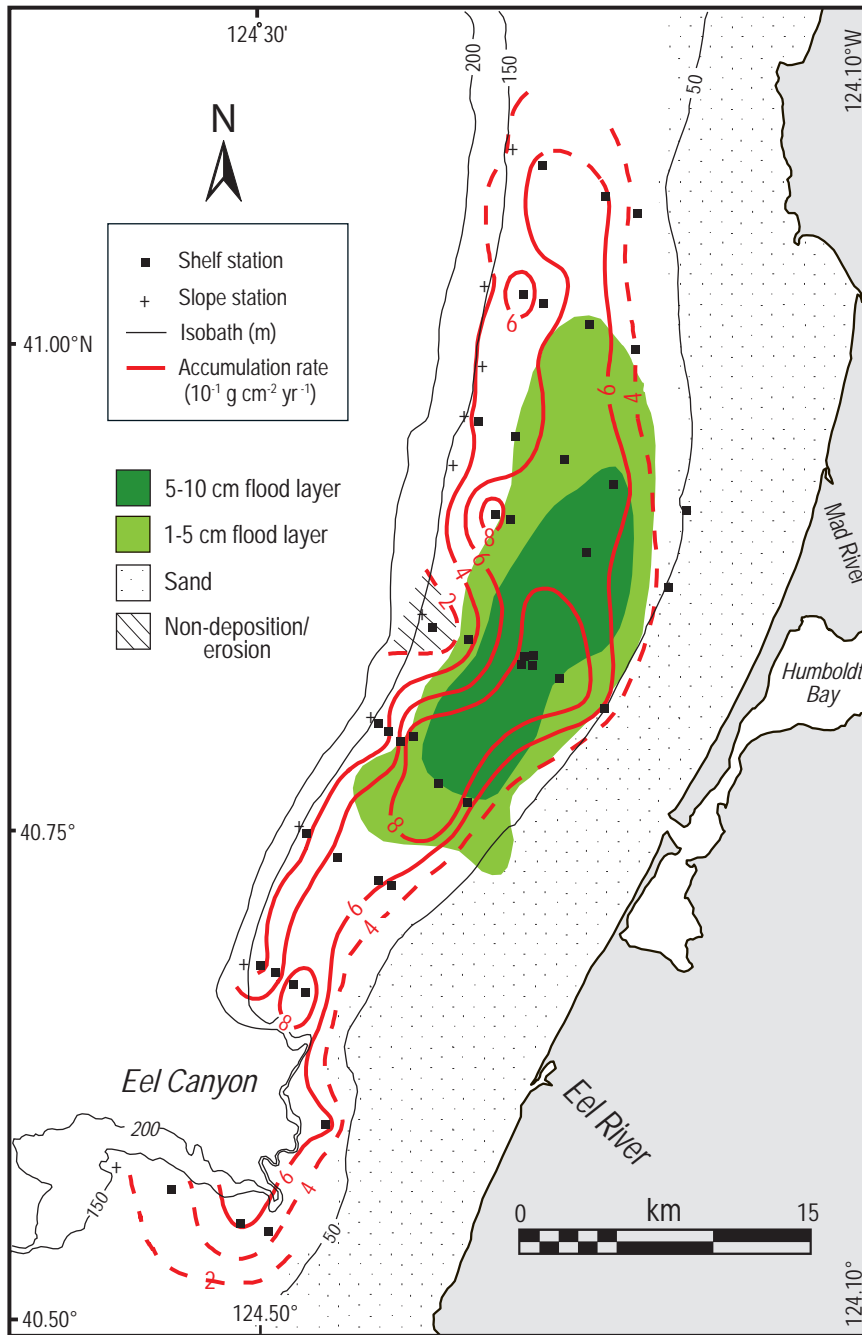 124°30'
200
150
50
124.10°W
N
Shelf station
Slope station
Isobath (m)
Accumulation rate
(10⁻¹ g cm⁻² yr⁻¹)
6
41.00°N
6
4
5-10 cm flood layer
1-5 cm flood layer
Sand
Non-deposition/
erosion
8
4
6
2
Mad River
Humboldt
Bay
8
40.75°
6
4
8
Eel Canyon
Eel River
200
150
6
4
50
2
0 km 15
40.50°
124.50°
124.10°